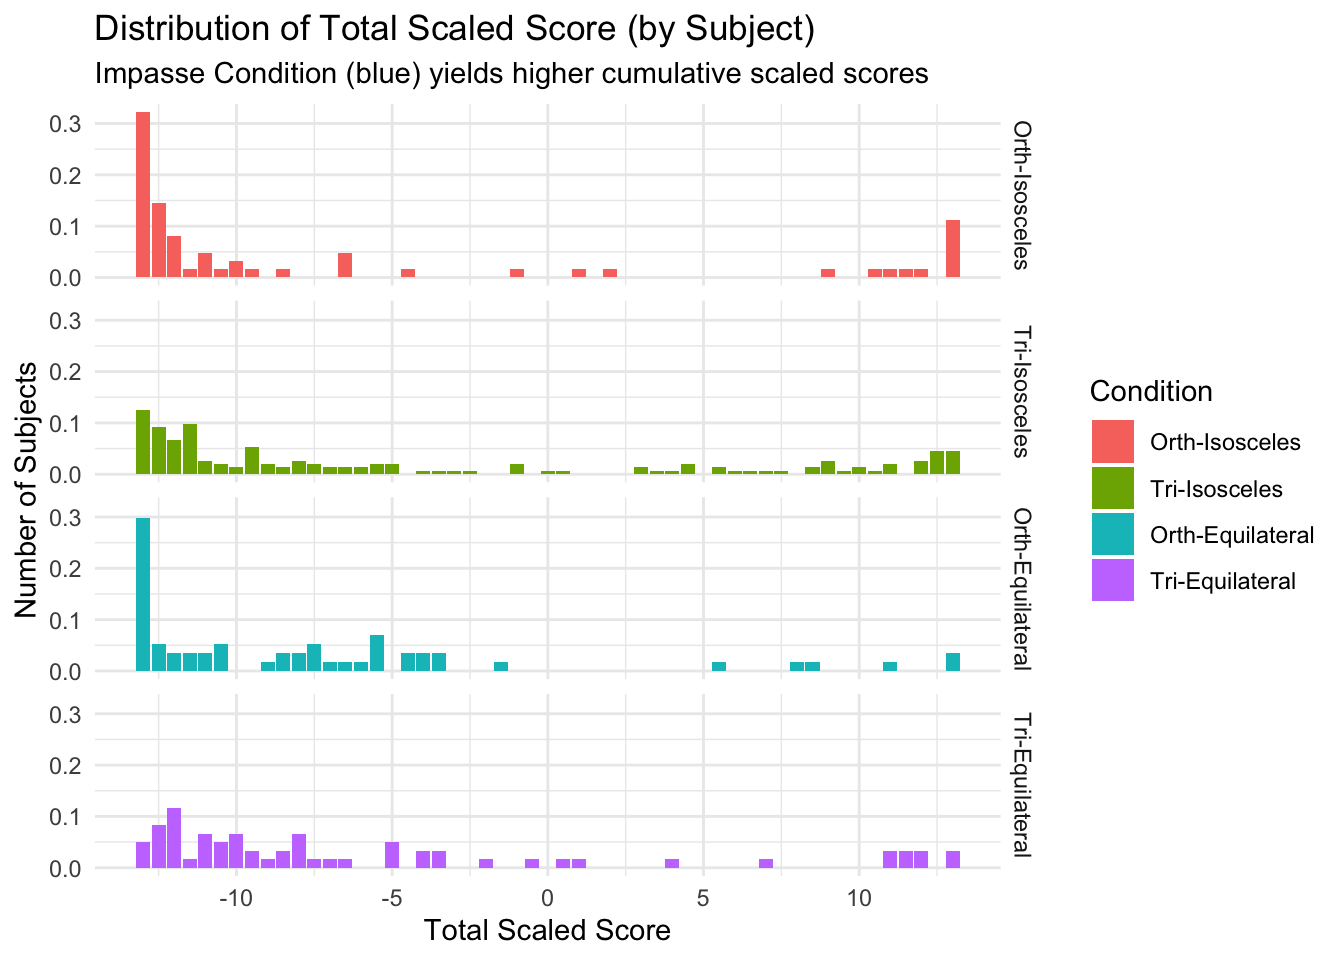 Distribution of Total Scaled Score (by Subject)
Impasse Condition (blue) yields higher cumulative scaled scores
Number of Subjects
0.3
0.2
0.1
0.0
Orth-Isosceles
0.3
0.2
0.1
0.0
Tri-Isosceles
0.3
0.2
0.1
0.0
Orth-Equilateral
0.3
0.2
0.1
0.0
Tri-Equilateral
-10 -5 0 5 10
Total Scaled Score
Condition
Orth-Isosceles
Tri-Isosceles
Orth-Equilateral
Tri-Equilateral